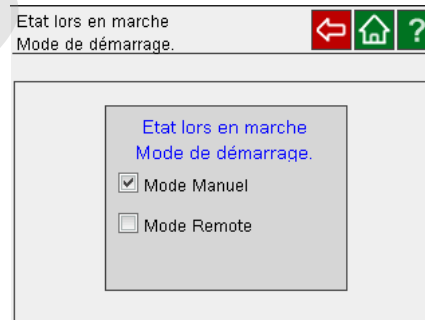 Etat lors en marche
Mode de démarrage.
?
Etat lors en marche
Mode de démarrage.
Mode Manuel
Mode Remote